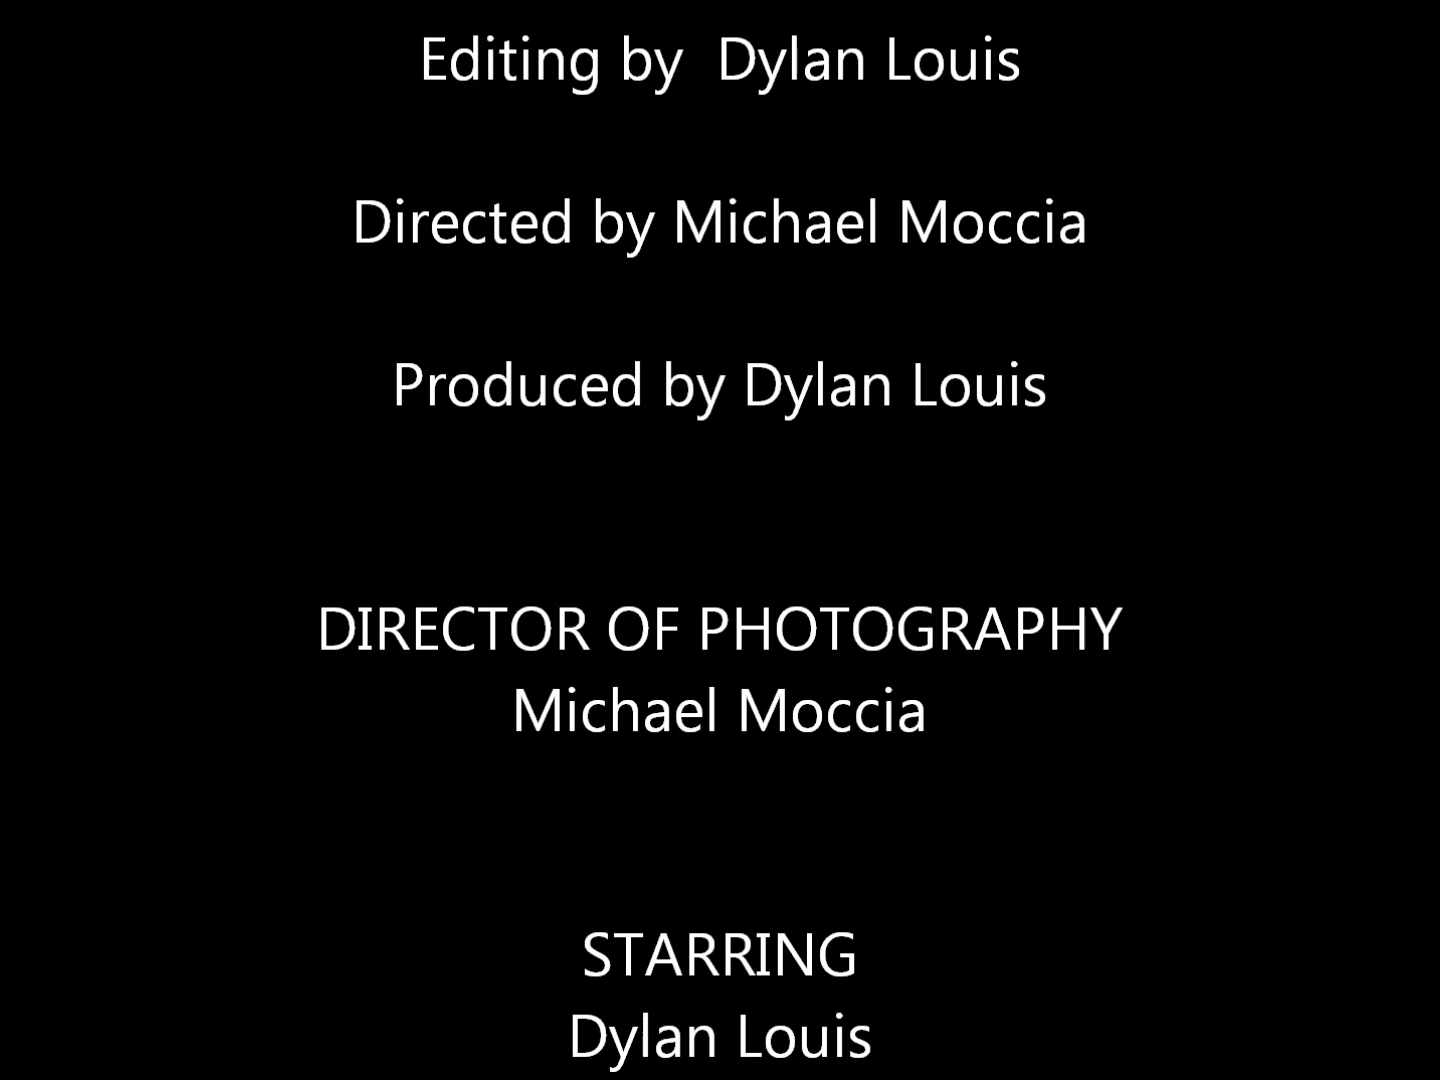 Editing by  Dylan Louis
Directed by Michael Moccia
Produced by Dylan Louis
DIRECTOR OF PHOTOGRAPHY
Michael Moccia
STARRING
Dylan Louis